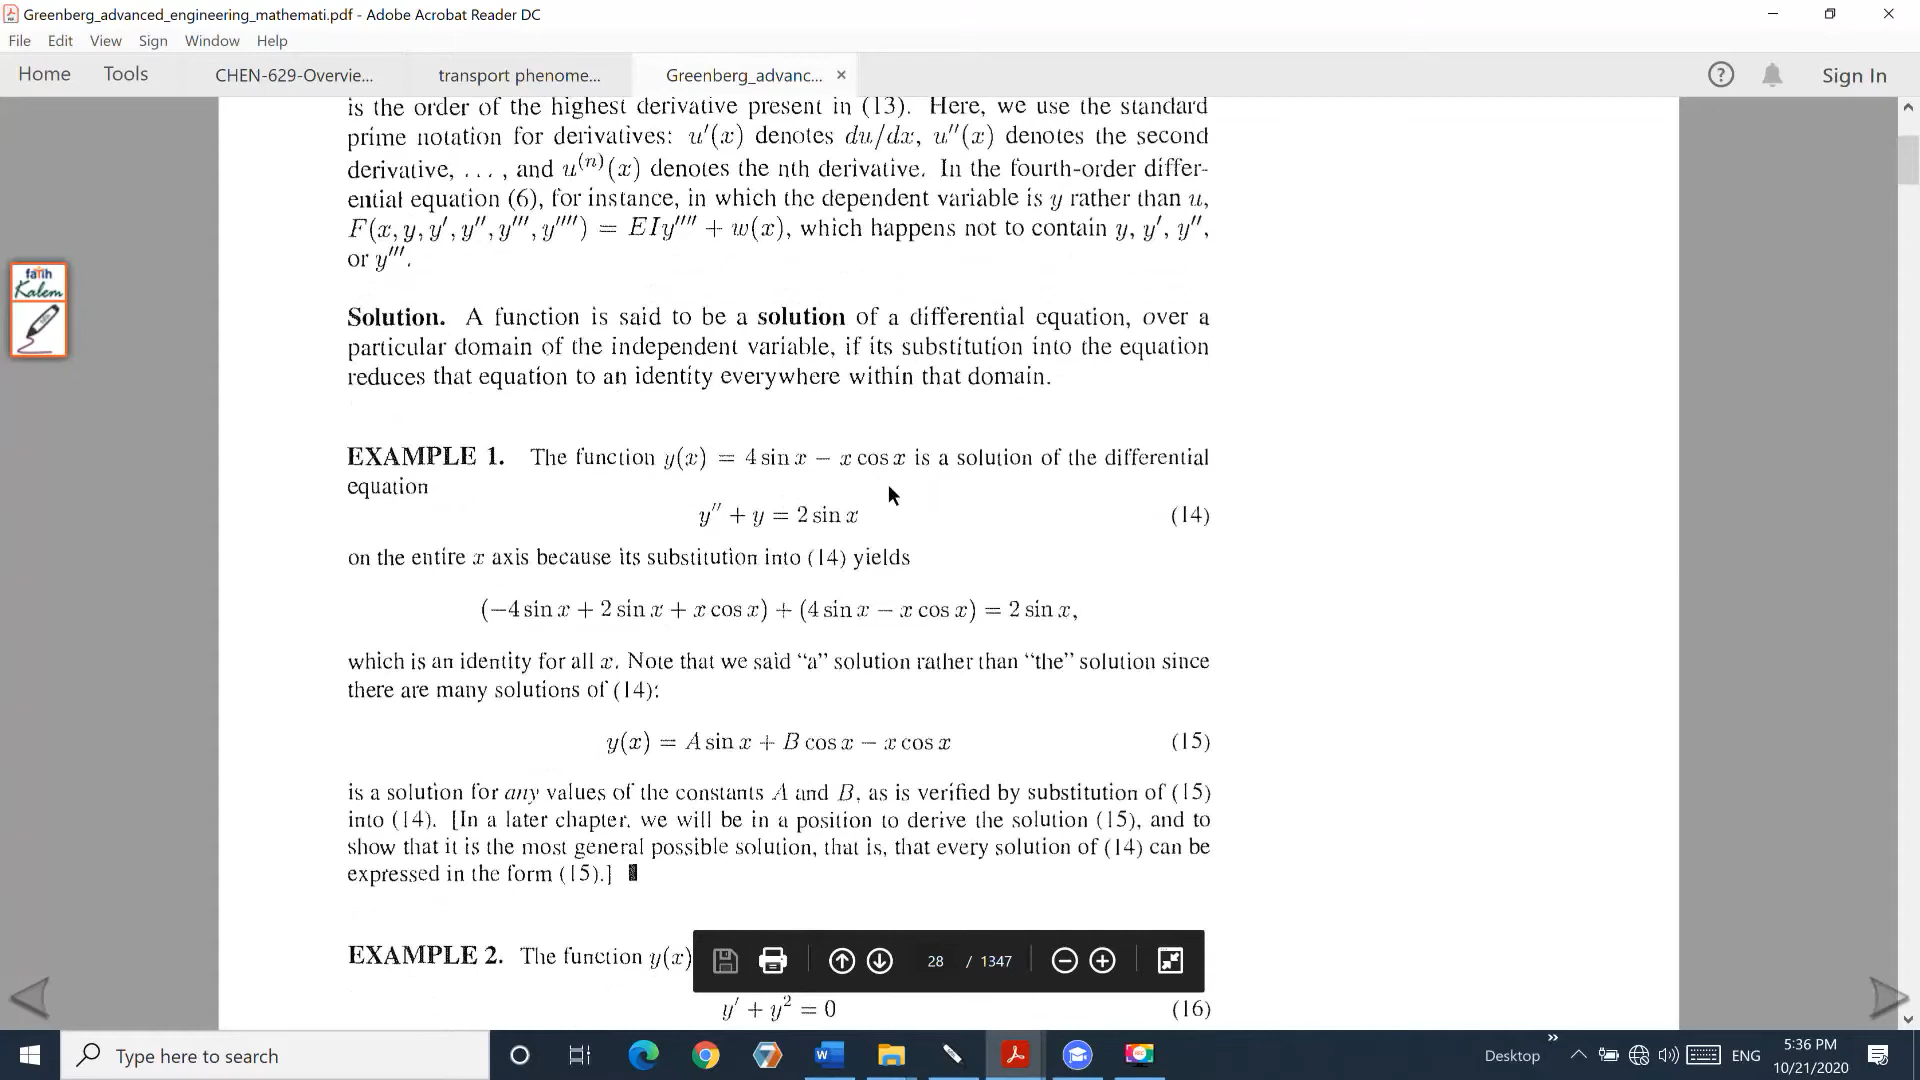 Greenberg_advanced_engineering_mathemati.pdf - Adobe Acrobat Reader DC
File Edit View Sign Window Help
Home Tools CHEN-629-Overvie... transport phenome... Greenberg_advanc... × ? Sign In
is the order of the highest derivative present in (13). Here, we use the standard
prime notation for derivatives: u′(x) denotes du/dx, u″(x) denotes the second
derivative, . . . , and u⁽ⁿ⁾(x) denotes the nth derivative. In the fourth-order differ-
ential equation (6), for instance, in which the dependent variable is y rather than u,
F(x, y, y′, y″, y‴, y⁗) = EIy⁗ + w(x), which happens not to contain y, y′, y″,
or y‴.
Solution. A function is said to be a solution of a differential equation, over a
particular domain of the independent variable, if its substitution into the equation
reduces that equation to an identity everywhere within that domain.
EXAMPLE 1. The function y(x) = 4 sin x − x cos x is a solution of the differential
equation
y″ + y = 2 sin x (14)
on the entire x axis because its substitution into (14) yields
(−4 sin x + 2 sin x + x cos x) + (4 sin x − x cos x) = 2 sin x,
which is an identity for all x. Note that we said “a” solution rather than “the” solution since
there are many solutions of (14):
y(x) = A sin x + B cos x − x cos x (15)
is a solution for any values of the constants A and B, as is verified by substitution of (15)
into (14). [In a later chapter, we will be in a position to derive the solution (15), and to
show that it is the most general possible solution, that is, that every solution of (14) can be
expressed in the form (15).]
EXAMPLE 2. The function y(x)
28 / 1347
y′ + y² = 0 (16)
fatih
Kalem
Type here to search
Desktop ENG
5:36 PM
10/21/2020